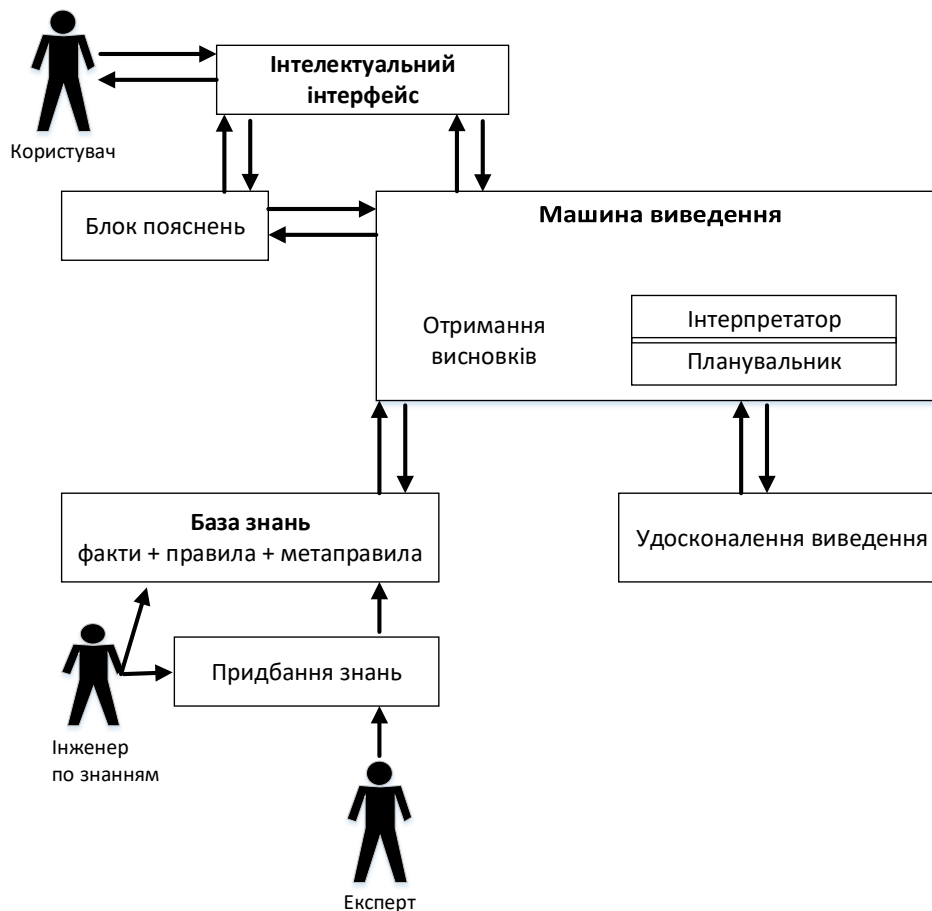 Інтелектуальний
інтерфейс
Користувач
Блок пояснень
Машина виведення
Отримання
висновків
Інтерпретатор
Планувальник
База знань
факти + правила + метаправила
Удосконалення виведення
Придбання знань
Інженер
по знанням
Експерт